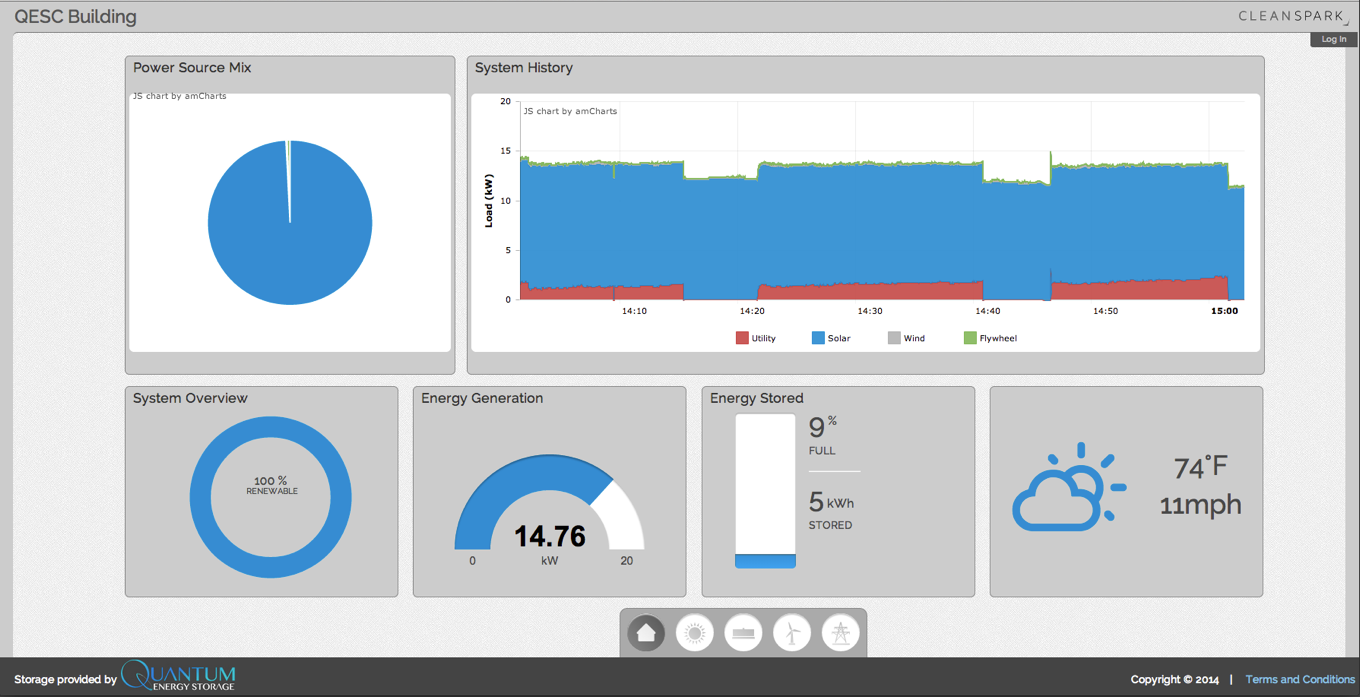 QESC Building
CLEANSPARK
Log In
Power Source Mix
JS chart by amCharts
System History
JS chart by amCharts
20
15
10
5
0
Load (kW)
14:10 14:20 14:30 14:40 14:50 15:00
Utility Solar Wind Flywheel
System Overview
100 %
RENEWABLE
Energy Generation
14.76
0 kW 20
Energy Stored
9%
FULL
5 kWh
STORED
74°F
11mph
Storage provided by QUANTUM
ENERGY STORAGE
Copyright © 2014 | Terms and Conditions